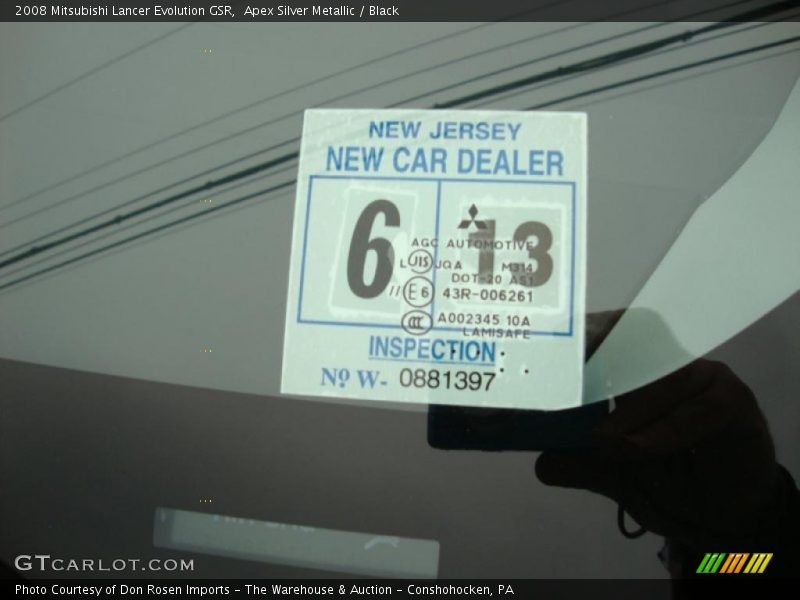 2008 Mitsubishi Lancer Evolution GSR,  Apex Silver Metallic / Black
NEW JERSEY
NEW CAR DEALER
6 13
AGC AUTOMOTIVE
JIS
M314
DOT-20 AS1
// E6 43R-006261
CCC A002345 10A
LAMISAFE
INSPECTION
Nº W- 0881397
GTCARLOT.COM
Photo Courtesy of Don Rosen Imports - The Warehouse & Auction - Conshohocken, PA